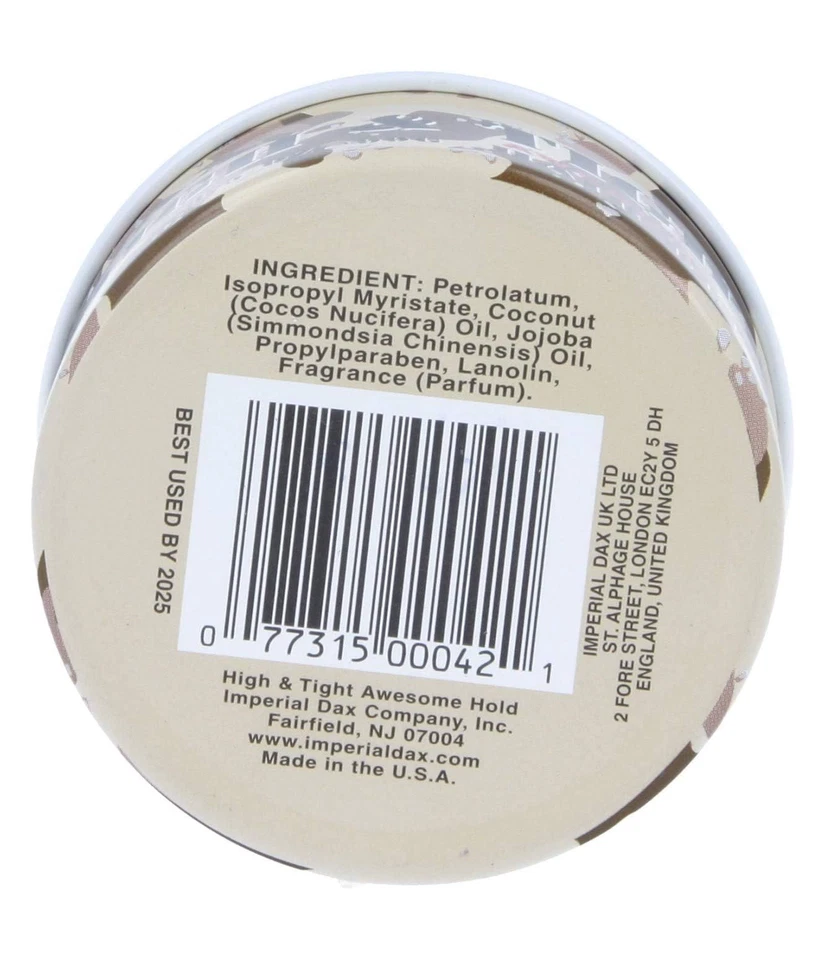 INGREDIENT: Petrolatum,
Isopropyl Myristate, Coconut
(Cocos Nucifera) Oil, Jojoba
(Simmondsia Chinensis) Oil,
Propylparaben, Lanolin,
Fragrance (Parfum).
BEST USED BY 2025
0 77315 00042 1
IMPERIAL DAX UK LTD
ST. ALPHAGE HOUSE
2 FORE STREET, LONDON EC2Y 5 DH
ENGLAND, UNITED KINGDOM
High & Tight Awesome Hold
Imperial Dax Company, Inc.
Fairfield, NJ 07004
www.imperialdax.com
Made in the U.S.A.